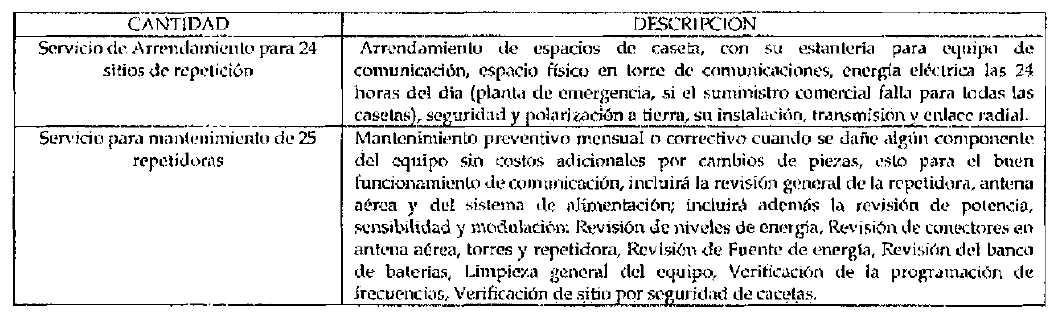 CANTIDAD
DESCRIPCION
Servicio de Arrendamiento para 24
sitios de repetición
Arrendamiento de espacios de caseta, con su estantería para equipo de
comunicación, espacio físico en torre de comunicaciones, energía eléctrica las 24
horas del día (planta de emergencia, si el suministro comercial falla para todas las
casetas), seguridad y polarización a tierra, su instalación, transmisión y enlace radial.
Servicio para mantenimiento de 25
repetidoras
Mantenimiento preventivo mensual o correctivo cuando se dañe algún componente
del equipo sin costos adicionales por cambios de piezas, esto para el buen
funcionamiento de comunicación, incluirá la revisión general de la repetidora, antena
aérea y del sistema de alimentación; incluirá además la revisión de potencia,
sensibilidad y modulación: Revisión de niveles de energía, Revisión de conectores en
antena aérea, torres y repetidora, Revisión de Fuente de energía, Revisión del banco
de baterías, Limpieza general del equipo, Verificación de la programación de
frecuencias, Verificación de sitio por seguridad de cacetas.